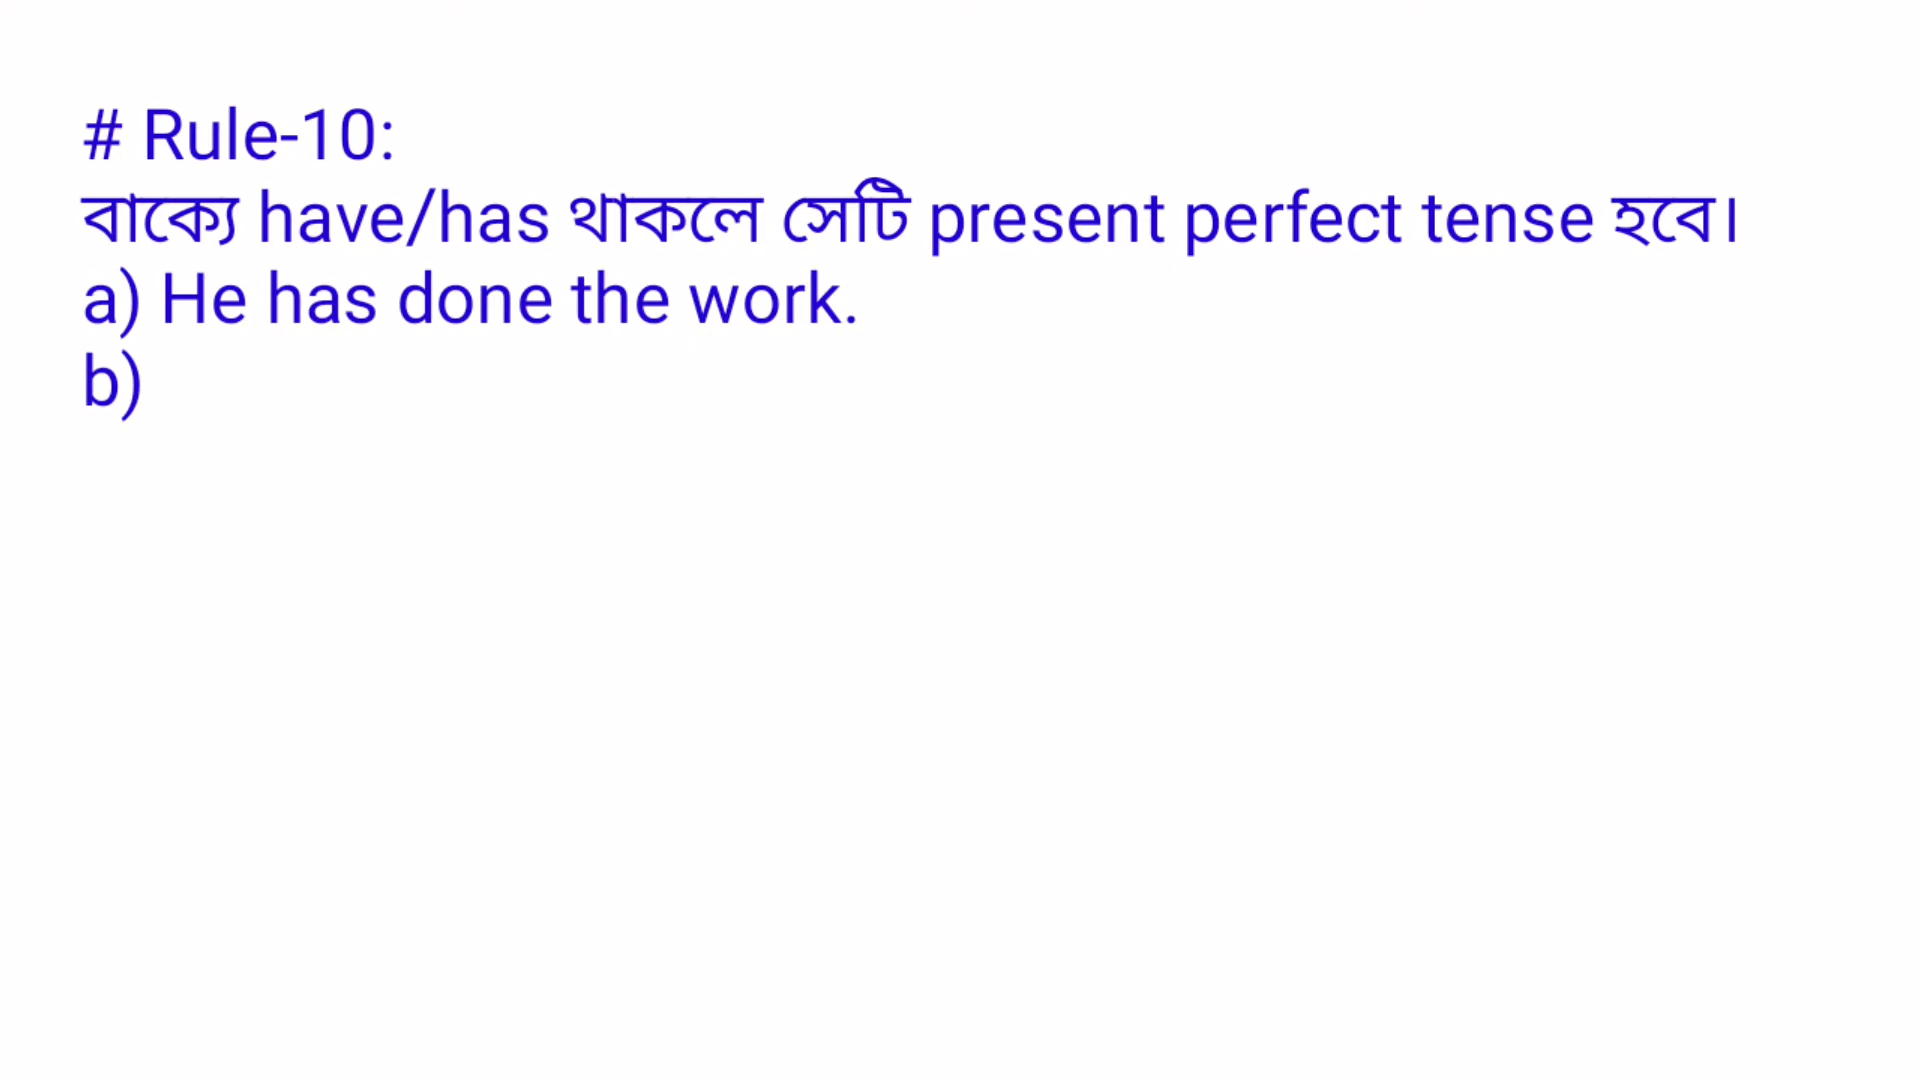 # Rule-10:
বাক্যে have/has থাকলে সেটি present perfect tense হবে।
a) He has done the work.
b)